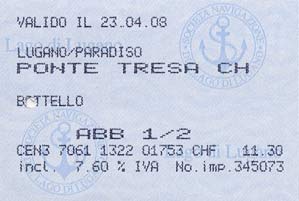 VALIDO IL 23.04.08
LUGANO/PARADISO
PONTE TRESA CH
BATTELLO
ABB 1/2
CEN3 7061 1322 01753 CHF 11.30
incl. 7.60 % IVA No.imp.345073